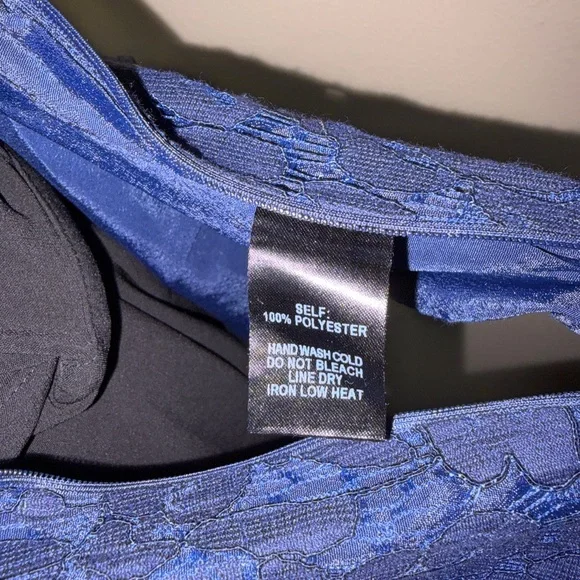 SELF:
100% POLYESTER
HAND WASH COLD
DO NOT BLEACH
LINE DRY
IRON LOW HEAT